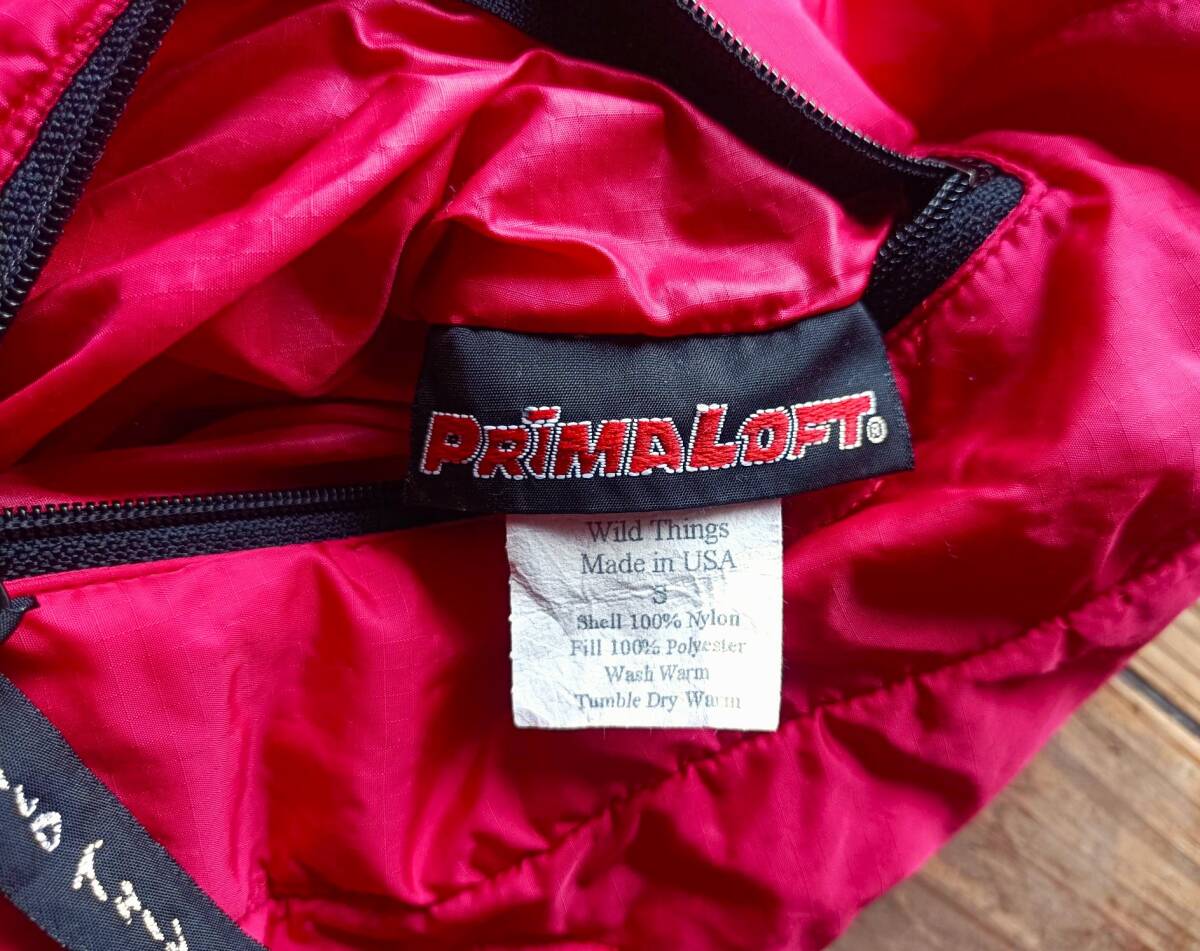 PRIMALOFT®
Wild Things
Made in USA
S
Shell 100% Nylon
Fill 100% Polyester
Wash Warm
Tumble Dry Warm